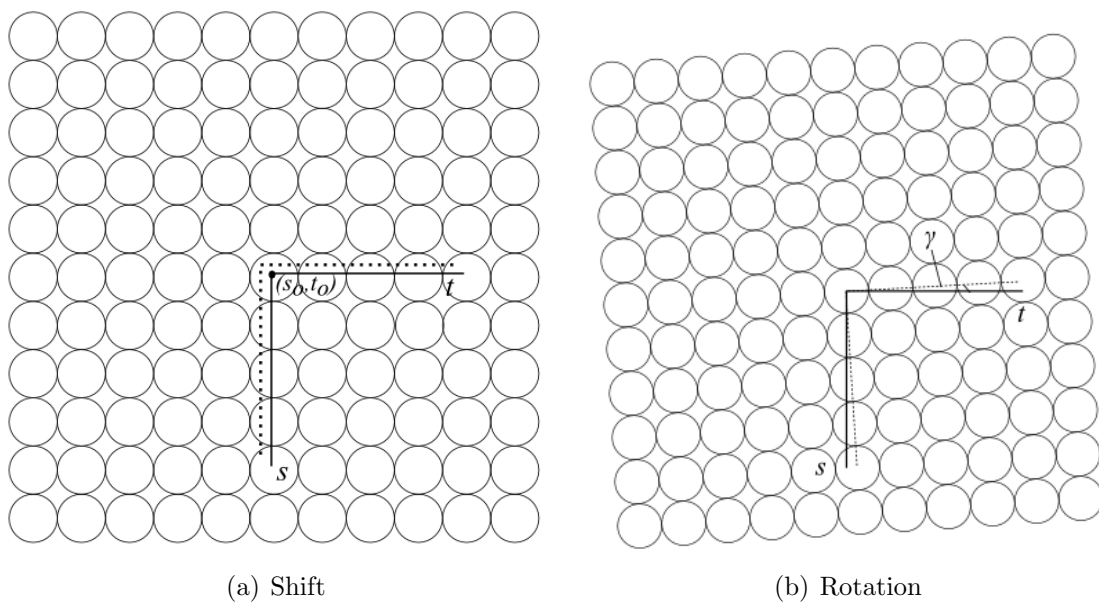 (s₀,t₀)
t
s
γ
t
s
(a) Shift
(b) Rotation